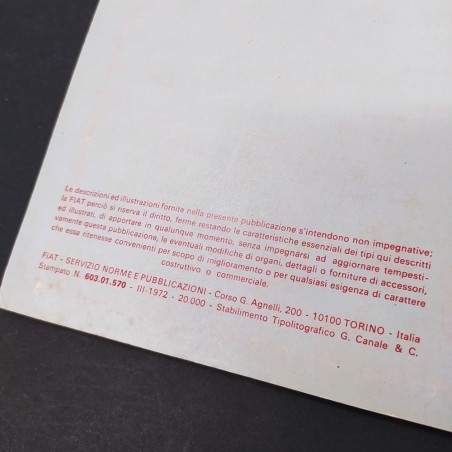 Le descrizioni ed illustrazioni fornite nella presente pubblicazione s'intendono non impegnative;
la FIAT perciò si riserva il diritto, ferme restando le caratteristiche essenziali dei tipi qui descritti
ed illustrati, di apportare in qualunque momento, senza impegnarsi ad aggiornare tempesti-
vamente questa pubblicazione, le eventuali modifiche di organi, dettagli o forniture di accessori,
che essa ritenesse convenienti per scopo di miglioramento o per qualsiasi esigenza di carattere
costruttivo o commerciale.
FIAT - SERVIZIO NORME E PUBBLICAZIONI - Corso G. Agnelli, 200 - 10100 TORINO - Italia
Stampato N. 603.01.570 - III-1972 - 20.000 - Stabilimento Tipolitografico G. Canale & C.